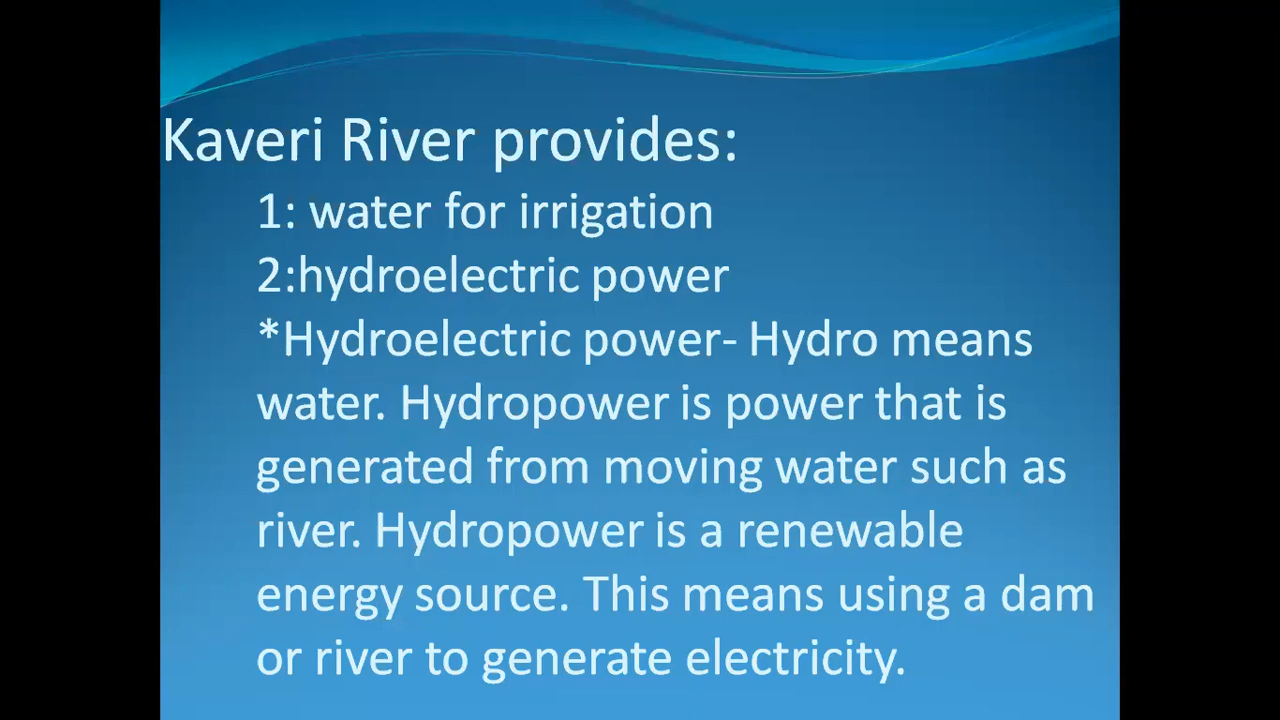 Kaveri River provides:
1: water for irrigation
2:hydroelectric power
*Hydroelectric power- Hydro means
water. Hydropower is power that is
generated from moving water such as
river. Hydropower is a renewable
energy source. This means using a dam
or river to generate electricity.